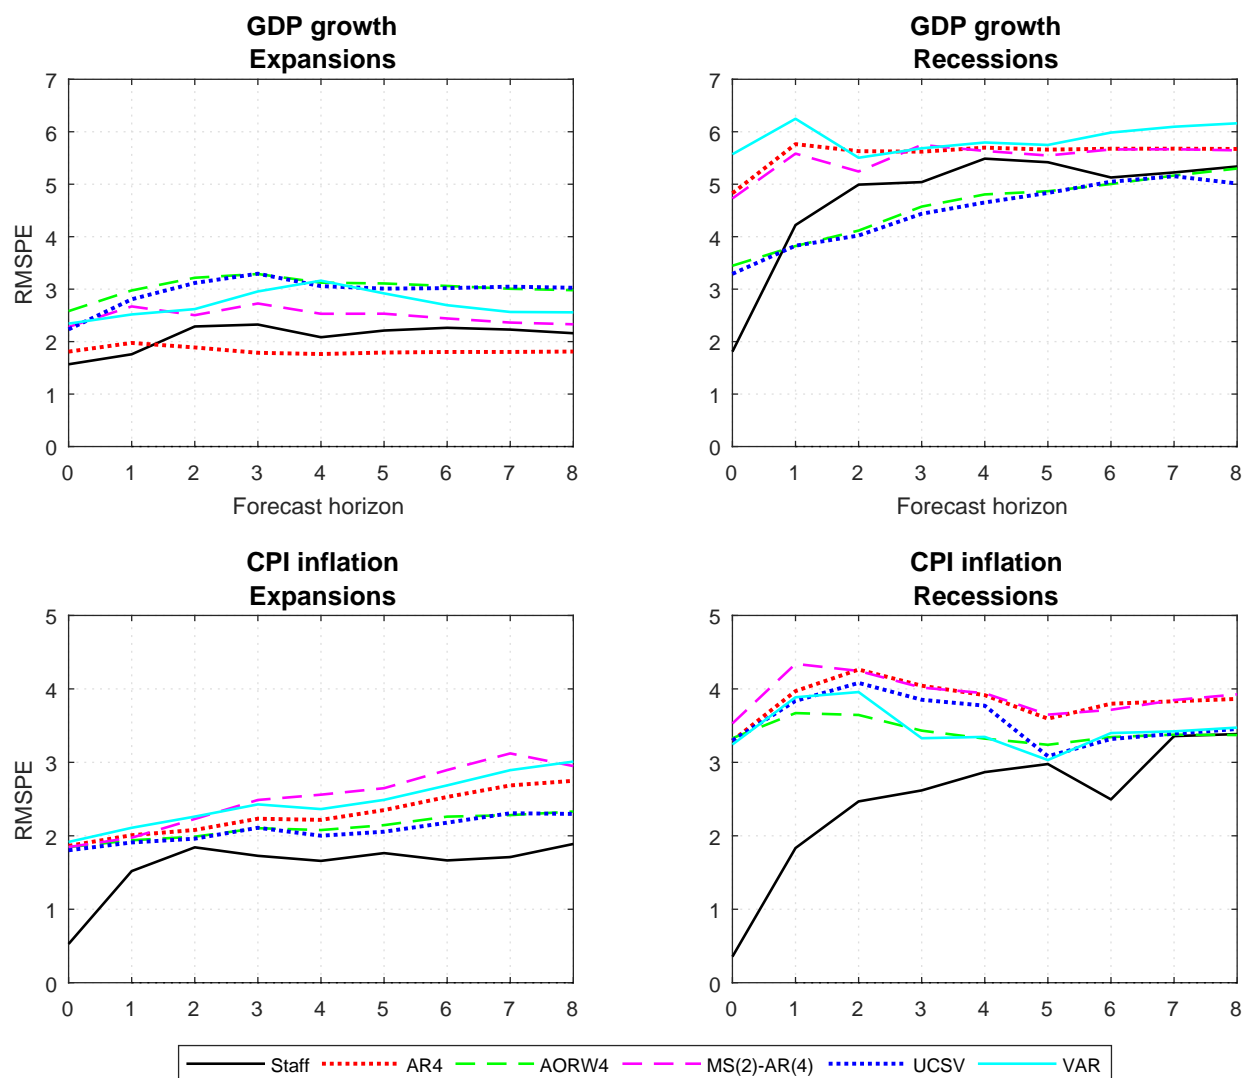 GDP growth
Expansions
7
6
5
4
3
2
1
0
RMSPE
0 1 2 3 4 5 6 7 8
Forecast horizon
GDP growth
Recessions
7
6
5
4
3
2
1
0
RMSPE
0 1 2 3 4 5 6 7 8
Forecast horizon
CPI inflation
Expansions
5
4
3
2
1
0
RMSPE
0 1 2 3 4 5 6 7 8
CPI inflation
Recessions
5
4
3
2
1
0
RMSPE
0 1 2 3 4 5 6 7 8
Staff AR4 AORW4 MS(2)-AR(4) UCSV VAR